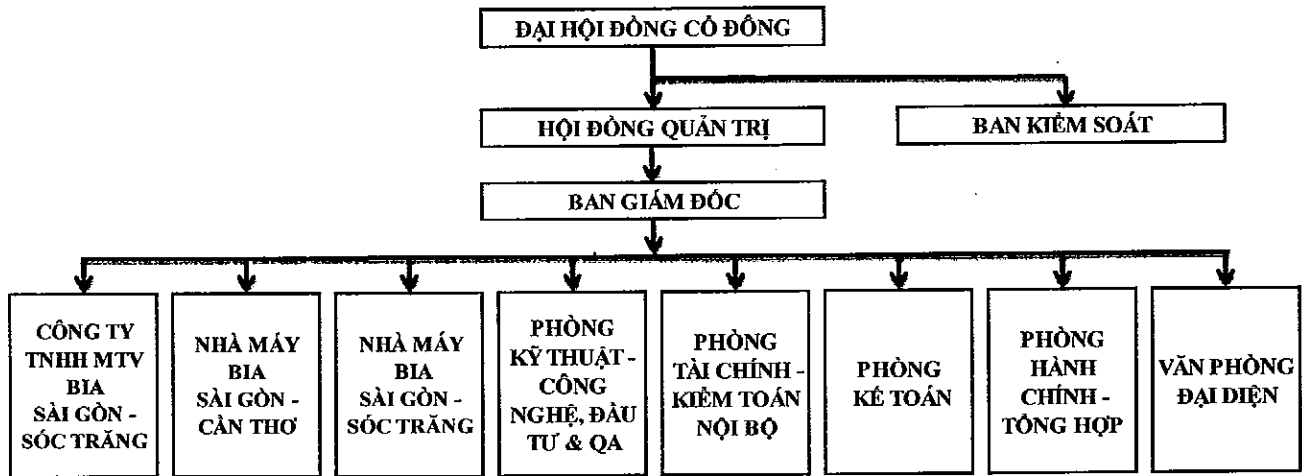 ĐẠI HỘI ĐỒNG CỔ ĐÔNG
HỘI ĐỒNG QUẢN TRỊ
BAN KIỂM SOÁT
BAN GIÁM ĐỐC
CÔNG TY
TNHH MTV
BIA
SÀI GÒN -
SÓC TRĂNG
NHÀ MÁY
BIA
SÀI GÒN -
CẦN THƠ
NHÀ MÁY
BIA
SÀI GÒN -
SÓC TRĂNG
PHÒNG
KỸ THUẬT -
CÔNG
NGHỆ, ĐẦU
TƯ & QA
PHÒNG
TÀI CHÍNH -
KIỂM TOÁN
NỘI BỘ
PHÒNG
KẾ TOÁN
PHÒNG
HÀNH
CHÍNH -
TỔNG HỢP
VĂN PHÒNG
ĐẠI DIỆN